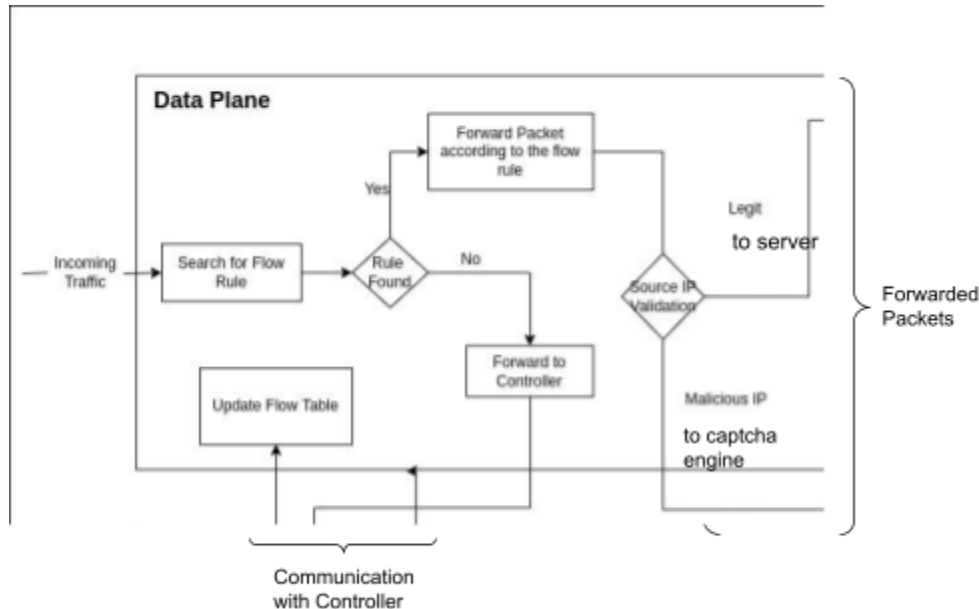 Data Plane
Forward Packet
according to the flow
rule
Yes
Legit
to server
Incoming
Traffic
Search for Flow
Rule
Rule
Found
No
Source IP
Validation
Forwarded
Packets
Forward to
Controller
Update Flow Table
Malicious IP
to captcha
engine
Communication
with Controller